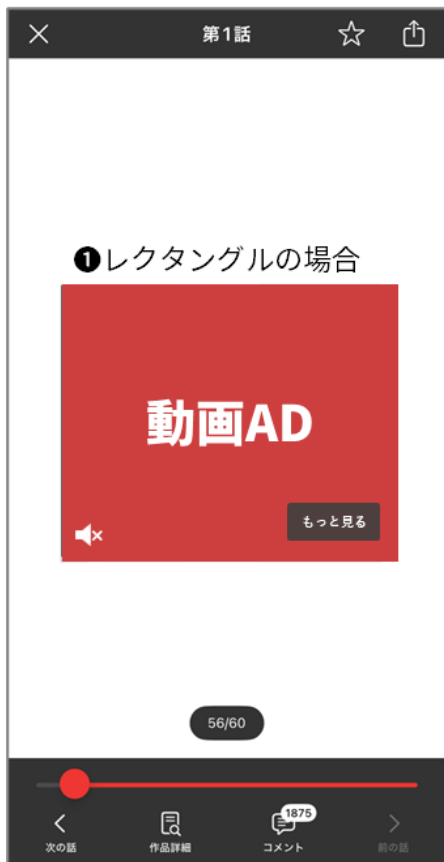 第1話
❶レクタングルの場合
動画AD
もっと見る
56/60
1875
次の話
作品詳細
コメント
前の話